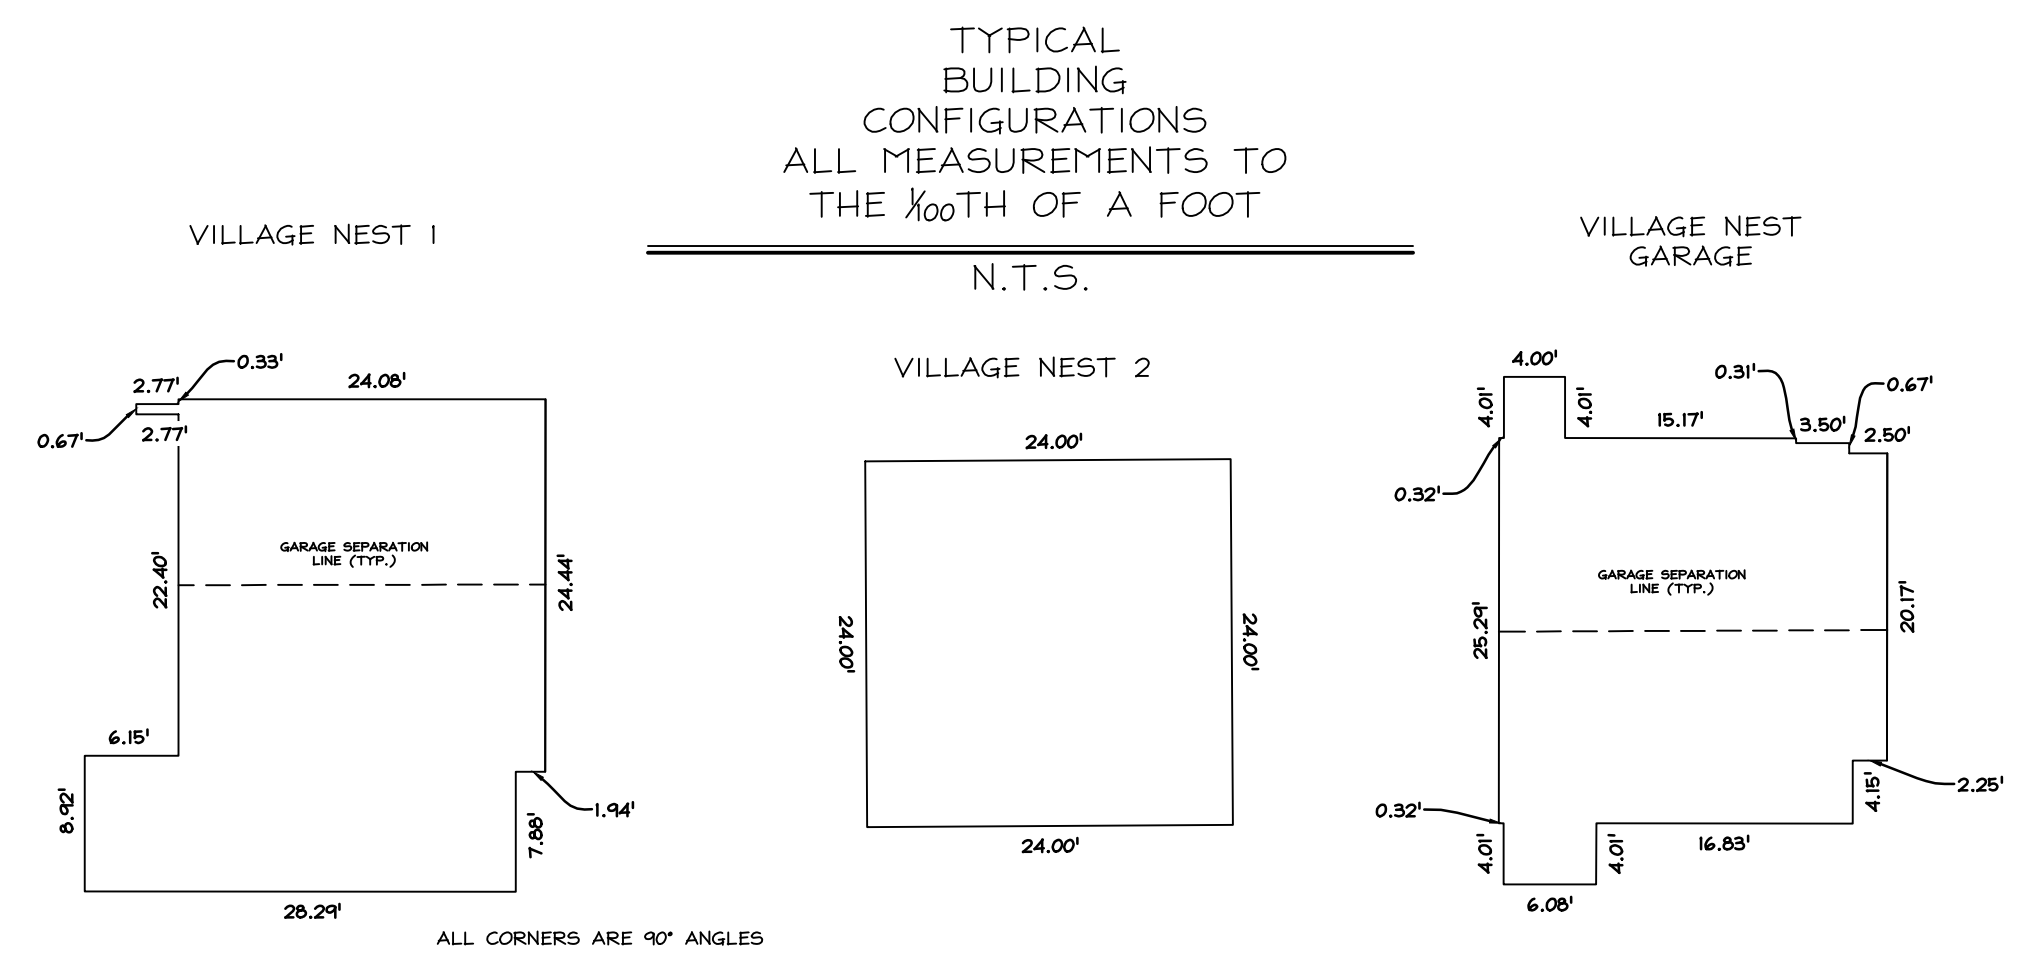 TYPICAL
BUILDING
CONFIGURATIONS
ALL MEASUREMENTS TO
THE 1/100TH OF A FOOT
N.T.S.
VILLAGE NEST 1
0.33'
2.77'
24.08'
0.67'
2.77'
GARAGE SEPARATION
LINE (TYP.)
22.40'
24.44'
6.15'
8.92'
1.94'
7.88'
28.29'
ALL CORNERS ARE 90° ANGLES
VILLAGE NEST 2
24.00'
24.00'
24.00'
24.00'
VILLAGE NEST
GARAGE
4.00'
0.31'
0.67'
4.01'
4.01'
15.17'
3.50'
2.50'
0.32'
GARAGE SEPARATION
LINE (TYP.)
25.29'
20.17'
2.25'
4.15'
0.32'
4.01'
4.01'
16.83'
6.08'